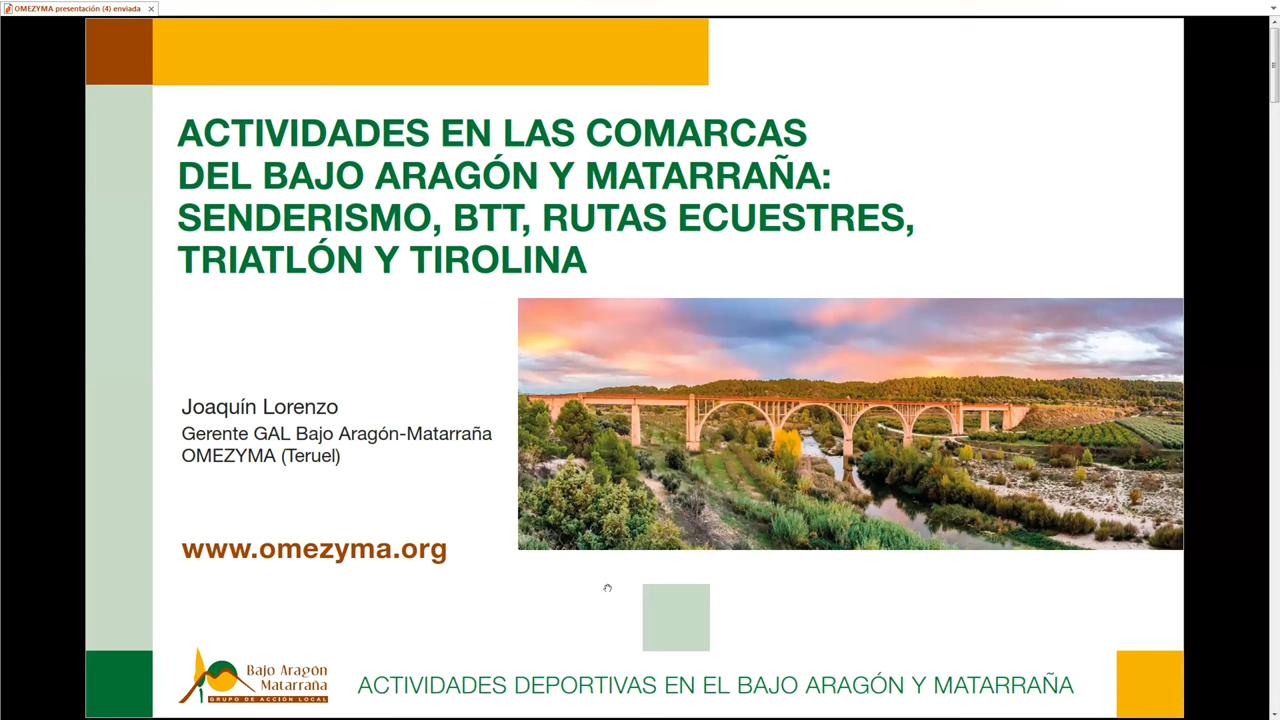 OMEZYMA presentación (4) enviada
ACTIVIDADES EN LAS COMARCAS
DEL BAJO ARAGÓN Y MATARRAÑA:
SENDERISMO, BTT, RUTAS ECUESTRES,
TRIATLÓN Y TIROLINA
Joaquín Lorenzo
Gerente GAL Bajo Aragón-Matarraña
OMEZYMA (Teruel)
www.omezyma.org
Bajo Aragón
Matarraña
GRUPO DE ACCIÓN LOCAL
ACTIVIDADES DEPORTIVAS EN EL BAJO ARAGÓN Y MATARRAÑA